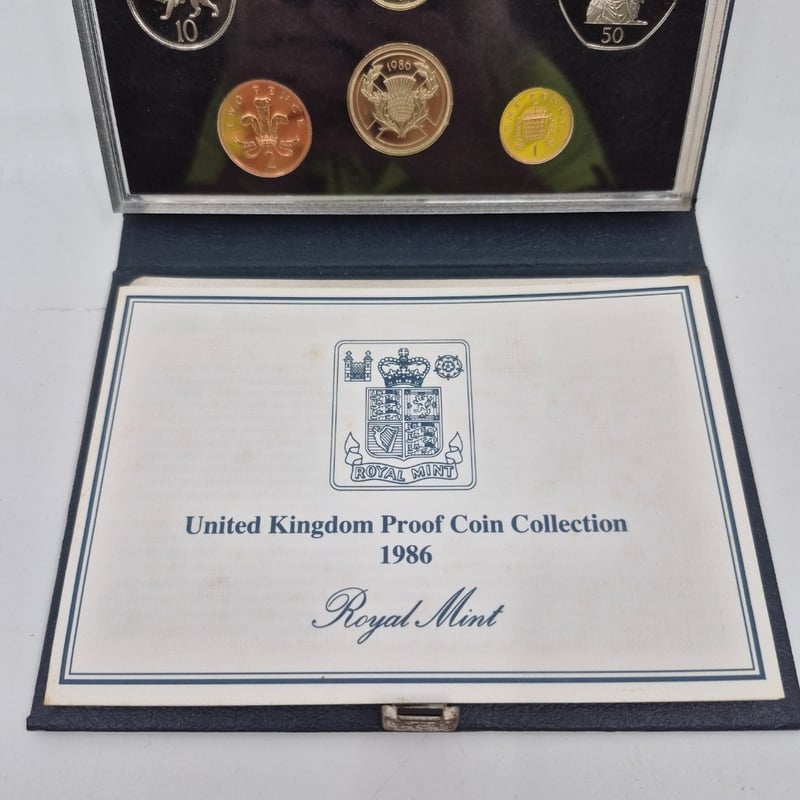 10
50
1986
TWO PENCE
2
ONE PENNY
1
ROYAL MINT
United Kingdom Proof Coin Collection
1986
Royal Mint